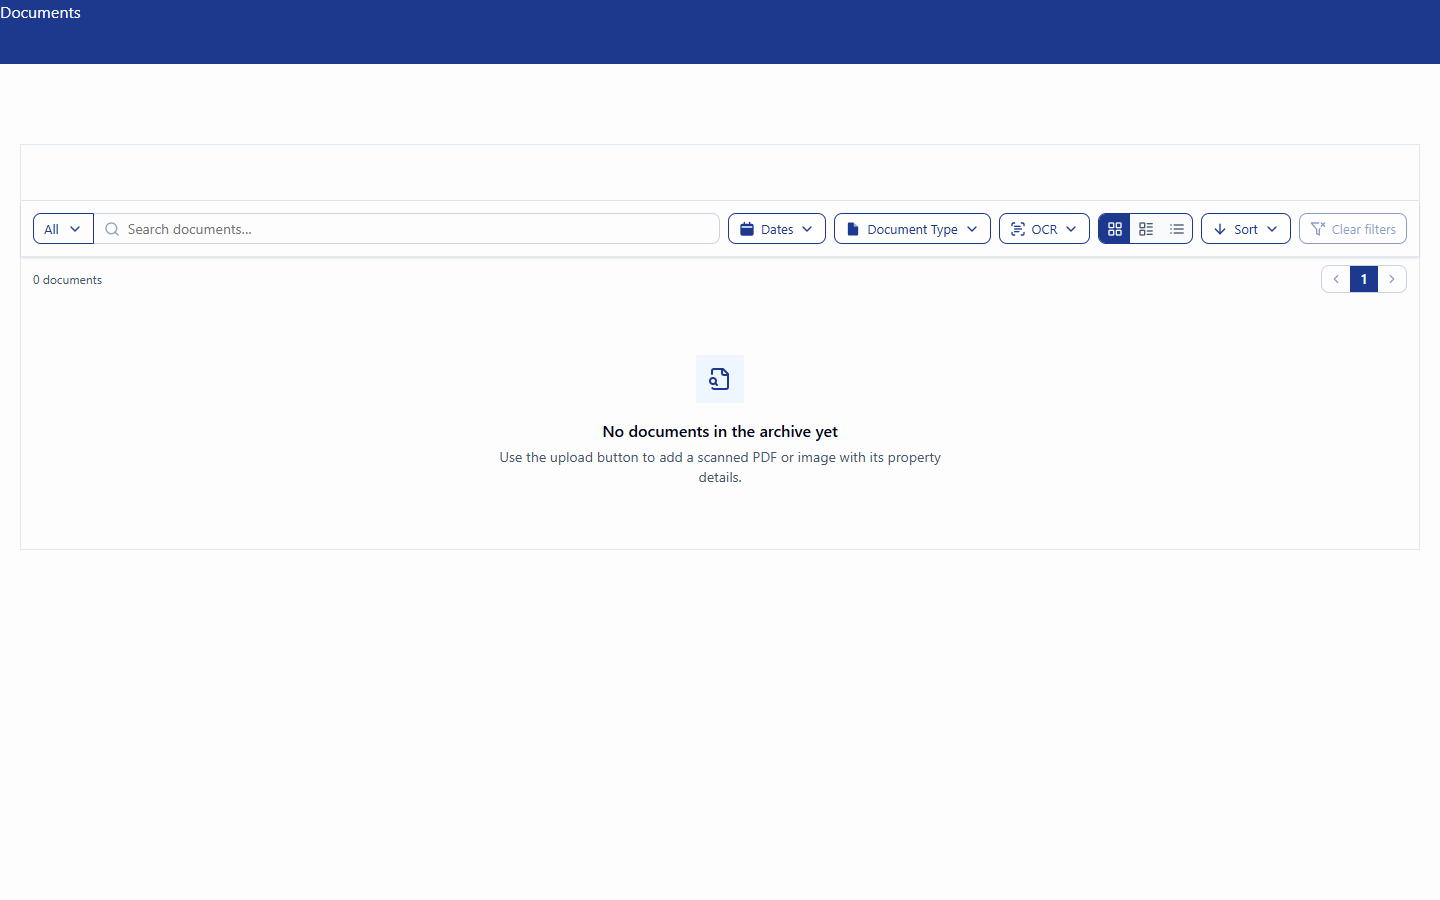 Documents
All
Search documents...
Dates
Document Type
OCR
Sort
Clear filters
0 documents
1
No documents in the archive yet
Use the upload button to add a scanned PDF or image with its property
details.